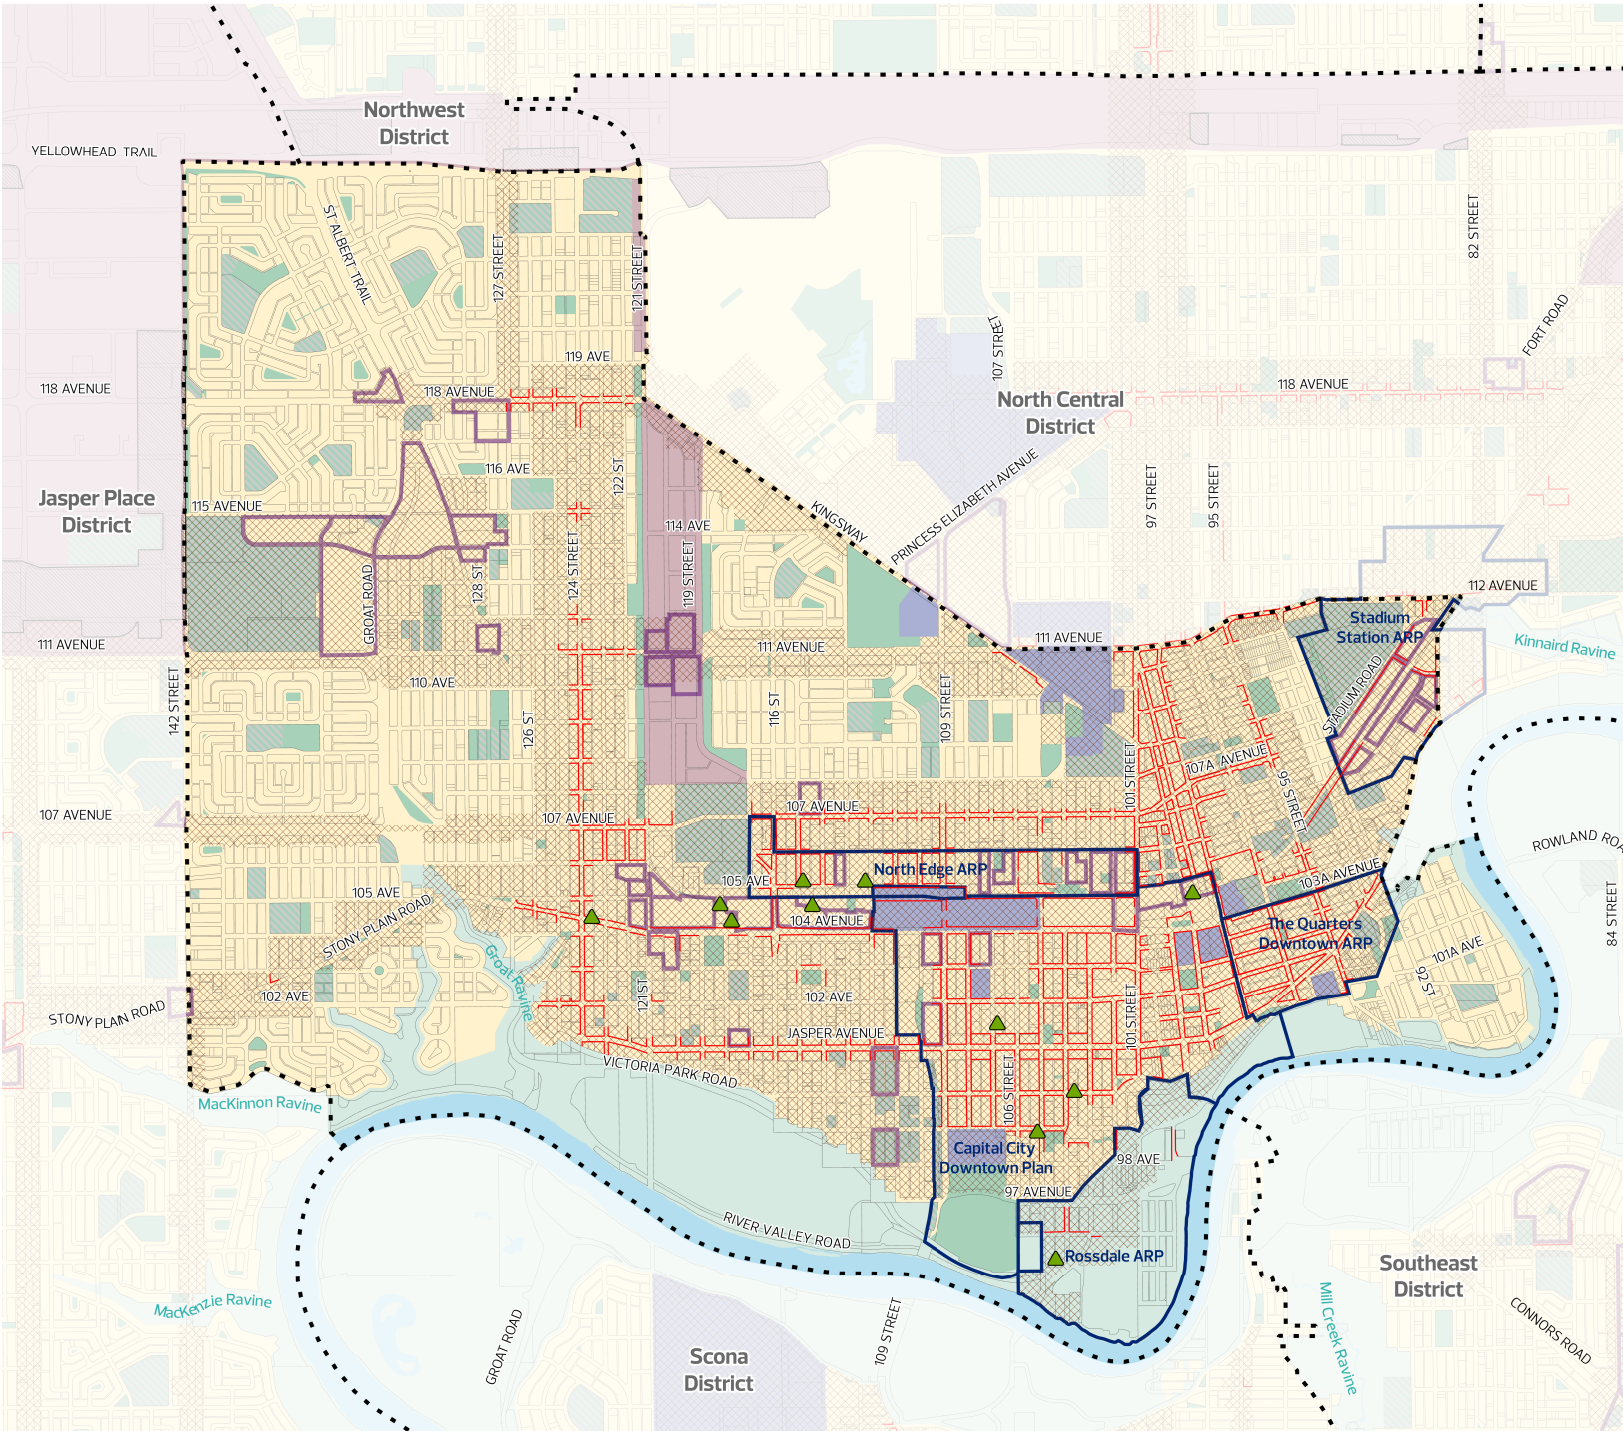 Northwest
District
YELLOWHEAD TRAIL
ST ALBERT TRAIL
127 STREET
121 STREET
82 STREET
FORT ROAD
107 STREET
119 AVE
118 AVENUE
118 AVENUE
118 AVENUE
North Central
District
116 AVE
122 ST
Jasper Place
District
115 AVENUE
114 AVE
KINGSWAY
PRINCESS ELIZABETH AVENUE
97 STREET
95 STREET
124 STREET
119 STREET
128 ST
GROAT ROAD
112 AVENUE
Stadium
Station ARP
Kinnaird Ravine
111 AVENUE
111 AVENUE
111 AVENUE
STADIUM ROAD
142 STREET
110 AVE
126 ST
116 ST
109 STREET
101 STREET
107A AVENUE
95 STREET
107 AVENUE
107 AVENUE
107 AVENUE
ROWLAND ROA
North Edge ARP
103A AVENUE
105 AVE
105 AVE
84 STREET
104 AVENUE
The Quarters
Downtown ARP
STONY PLAIN ROAD
101A AVE
92 ST
Groat Ravine
102 AVE
121 ST
102 AVE
101 STREET
STONY PLAIN ROAD
JASPER AVENUE
VICTORIA PARK ROAD
106 STREET
MacKinnon Ravine
Capital City
Downtown Plan
98 AVE
97 AVENUE
RIVER VALLEY ROAD
Rossdale ARP
Southeast
District
MacKenzie Ravine
Mill Creek Ravine
CONNORS ROAD
GROAT ROAD
109 STREET
Scona
District